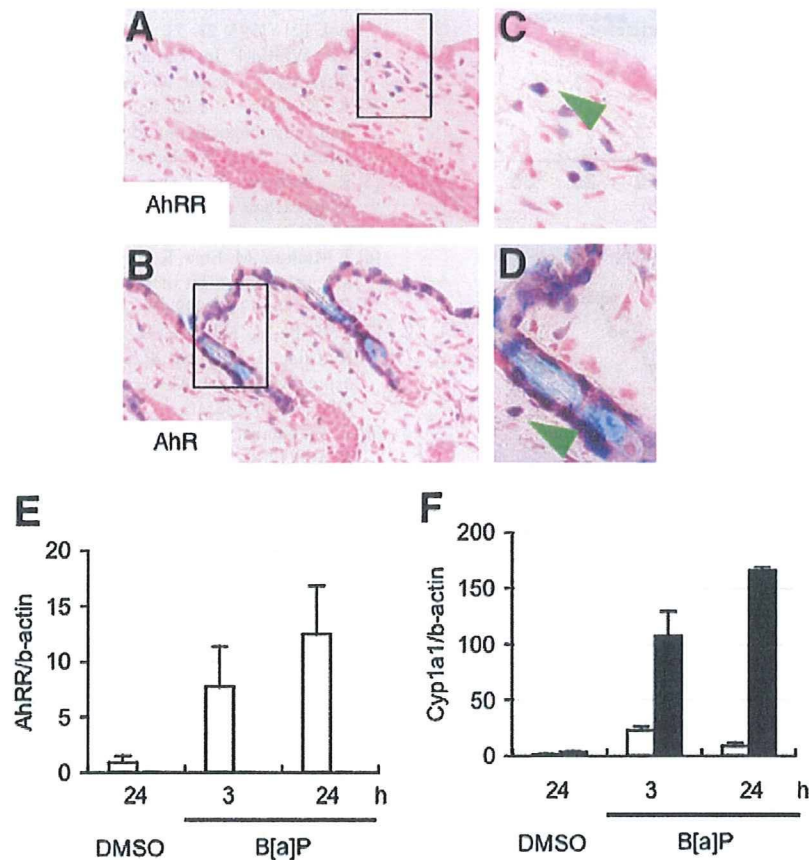 A
C
AhRR
B
D
AhR
E
20
15
10
5
0
AhRR/b-actin
24
3
24
h
DMSO
B[a]P
F
200
150
100
50
0
Cyp1a1/b-actin
24
3
24
h
DMSO
B[a]P